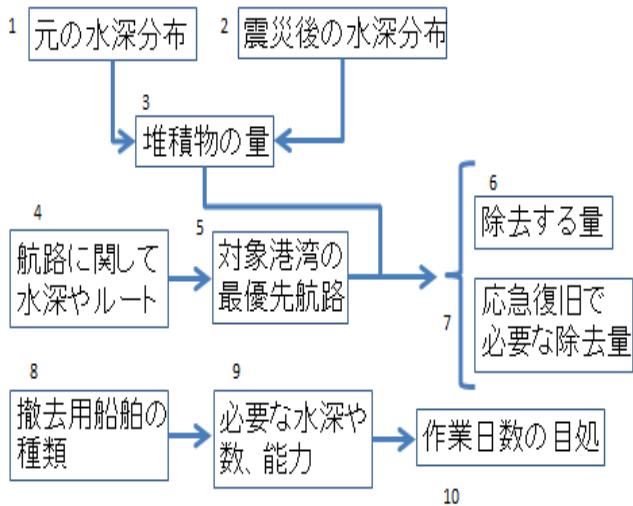 1 元の水深分布
2 震災後の水深分布
3
堆積物の量
4
航路に関して
水深やルート
5
対象港湾の
最優先航路
6
除去する量
7
応急復旧で
必要な除去量
8
撤去用船舶の
種類
9
必要な水深や
数、能力
作業日数の目処
10